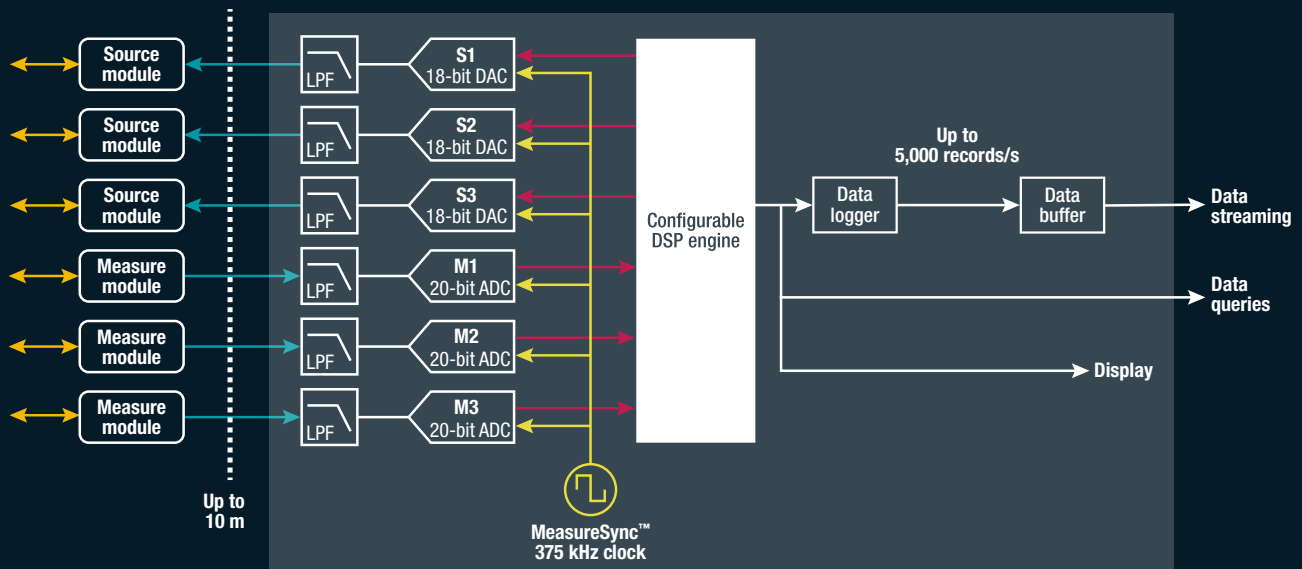 Source
module
LPF
S1
18-bit DAC
Source
module
LPF
S2
18-bit DAC
Source
module
LPF
S3
18-bit DAC
Measure
module
LPF
M1
20-bit ADC
Measure
module
LPF
M2
20-bit ADC
Measure
module
LPF
M3
20-bit ADC
Up to
10 m
MeasureSync™
375 kHz clock
Configurable
DSP engine
Up to
5,000 records/s
Data
logger
Data
buffer
Data
streaming
Data
queries
Display